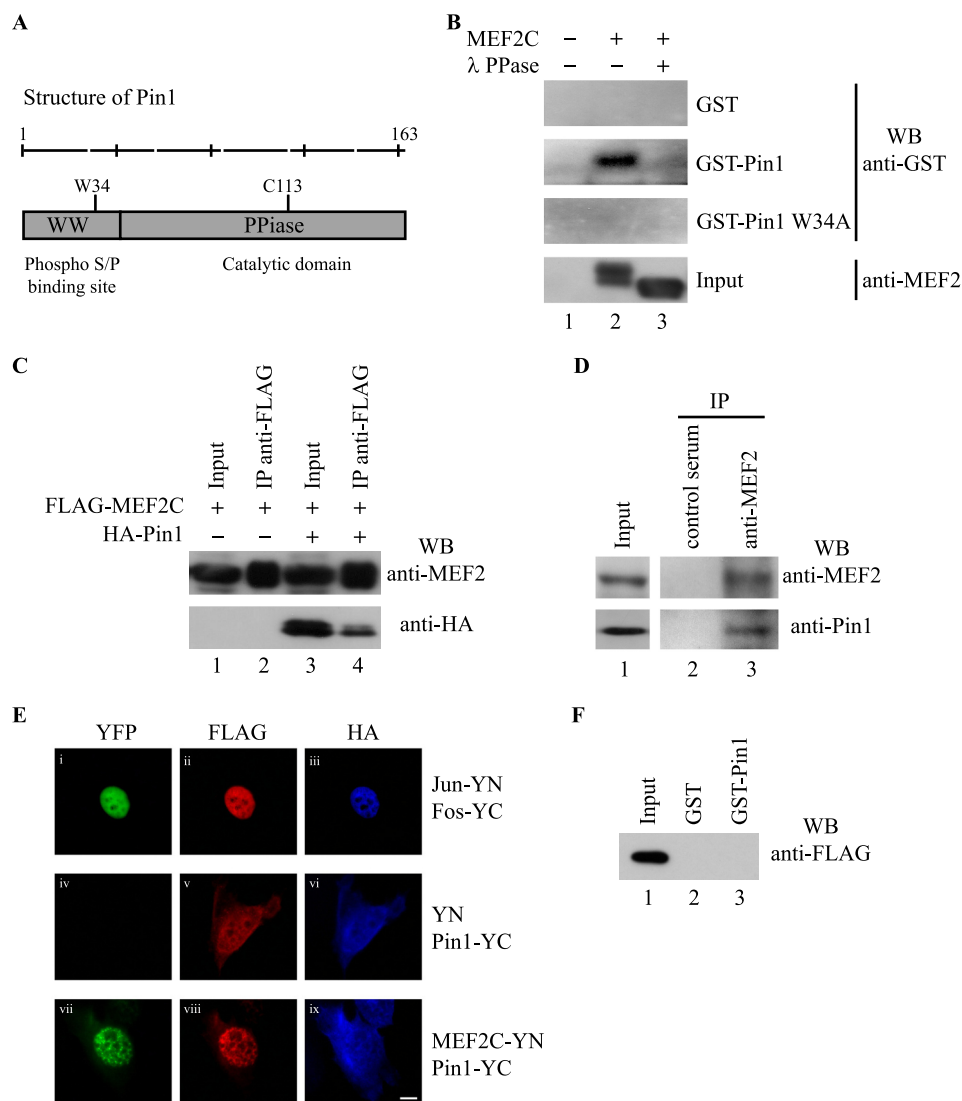 A
Structure of Pin1
1 163
W34 C113
WW PPiase
Phospho S/P
binding site
Catalytic domain
B
MEF2C – + +
λ PPase – – +
GST
GST-Pin1
GST-Pin1 W34A
Input
WB
anti-GST
anti-MEF2
1 2 3
C
Input
IP anti-FLAG
Input
IP anti-FLAG
FLAG-MEF2C + + + +
HA-Pin1 – – + +
WB
anti-MEF2
anti-HA
1 2 3 4
D
IP
Input
control serum
anti-MEF2
WB
anti-MEF2
anti-Pin1
1 2 3
E
YFP FLAG HA
i ii iii
Jun-YN
Fos-YC
iv v vi
YN
Pin1-YC
vii viii ix
MEF2C-YN
Pin1-YC
F
Input
GST
GST-Pin1
WB
anti-FLAG
1 2 3